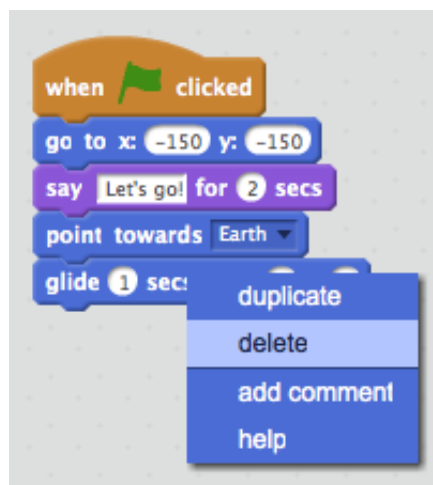 when clicked
go to x: -150 y: -150
say Let's go! for 2 secs
point towards Earth
glide 1 secs
duplicate
delete
add comment
help